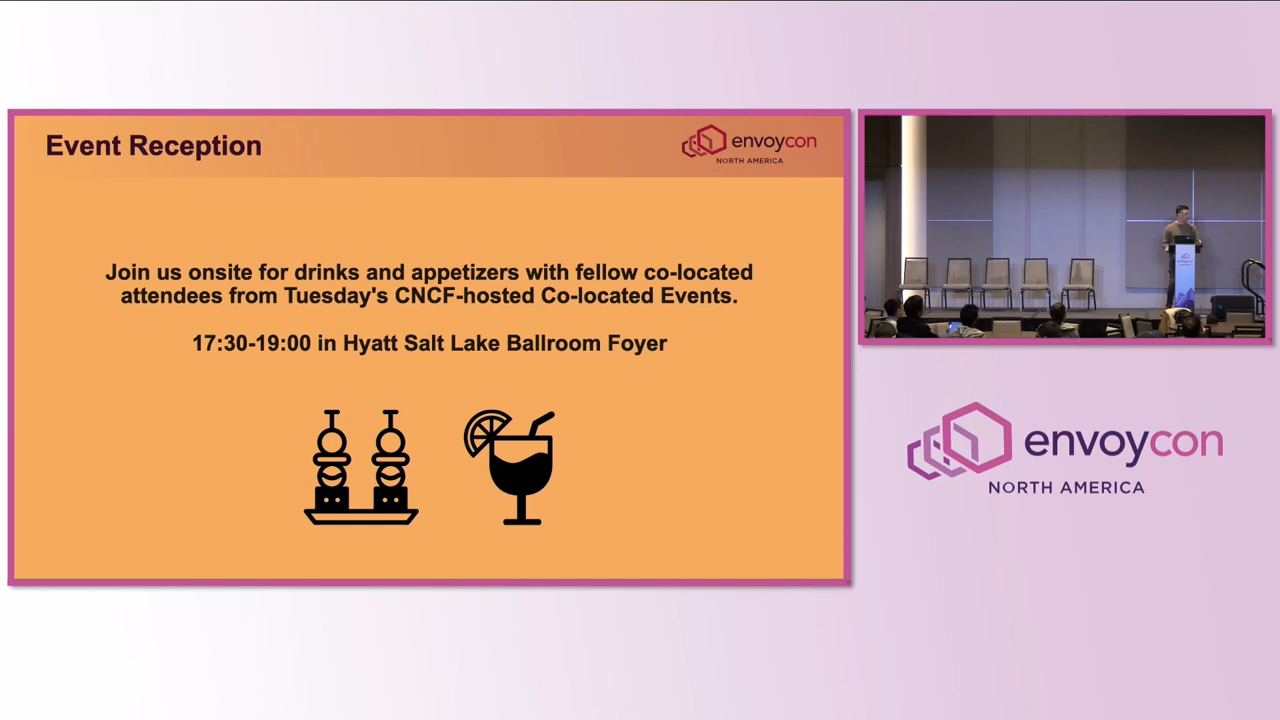 Event Reception
envoycon
NORTH AMERICA
Join us onsite for drinks and appetizers with fellow co-located
attendees from Tuesday's CNCF-hosted Co-located Events.
17:30-19:00 in Hyatt Salt Lake Ballroom Foyer
envoycon
NORTH AMERICA